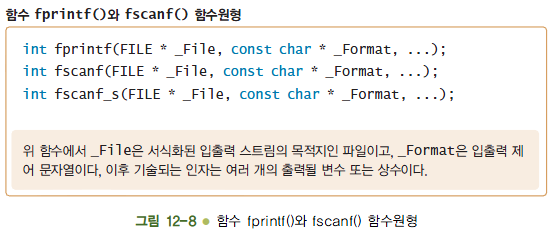 함수 fprintf()와 fscanf() 함수원형
int fprintf(FILE * _File, const char * _Format, ...);
int fscanf(FILE * _File, const char * _Format, ...);
int fscanf_s(FILE * _File, const char * _Format, ...);
위 함수에서 _File은 서식화된 입출력 스트림의 목적지인 파일이고, _Format은 입출력 제
어 문자열이다, 이후 기술되는 인자는 여러 개의 출력될 변수 또는 상수이다.
그림 12-8 ● 함수 fprintf()와 fscanf() 함수원형